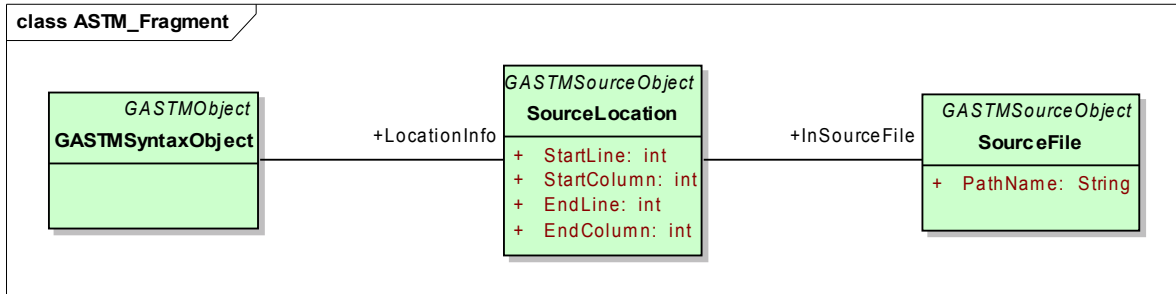 class ASTM_Fragment
GASTMObject
GASTMSyntaxObject
+LocationInfo
GASTMSourceObject
SourceLocation
+ StartLine: int
+ StartColumn: int
+ EndLine: int
+ EndColumn: int
+InSourceFile
GASTMSourceObject
SourceFile
+ PathName: String